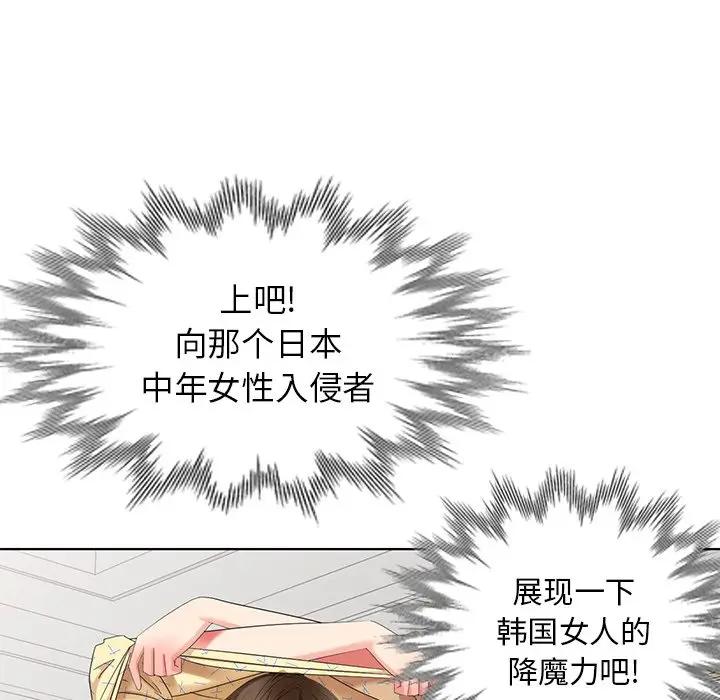 上吧!
向那个日本
中年女性入侵者
展现一下
韩国女人的
降魔力吧!